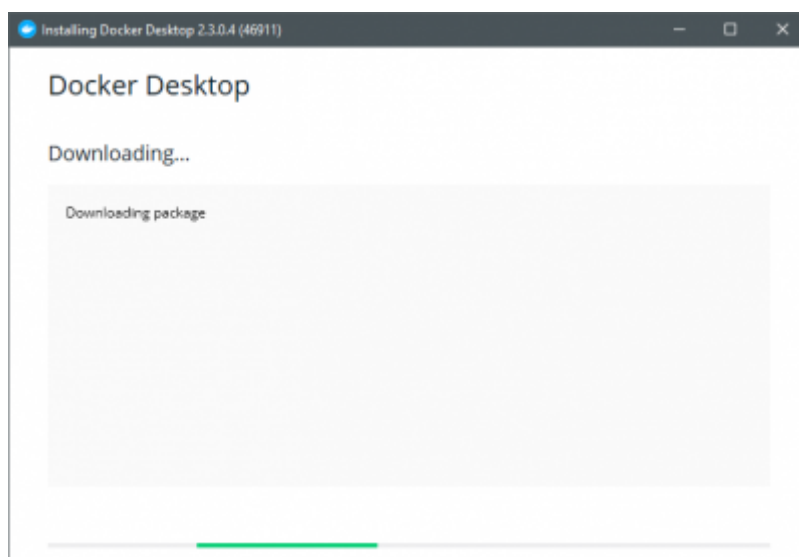 Installing Docker Desktop 2.3.0.4 (46911)
Docker Desktop
Downloading...
Downloading package